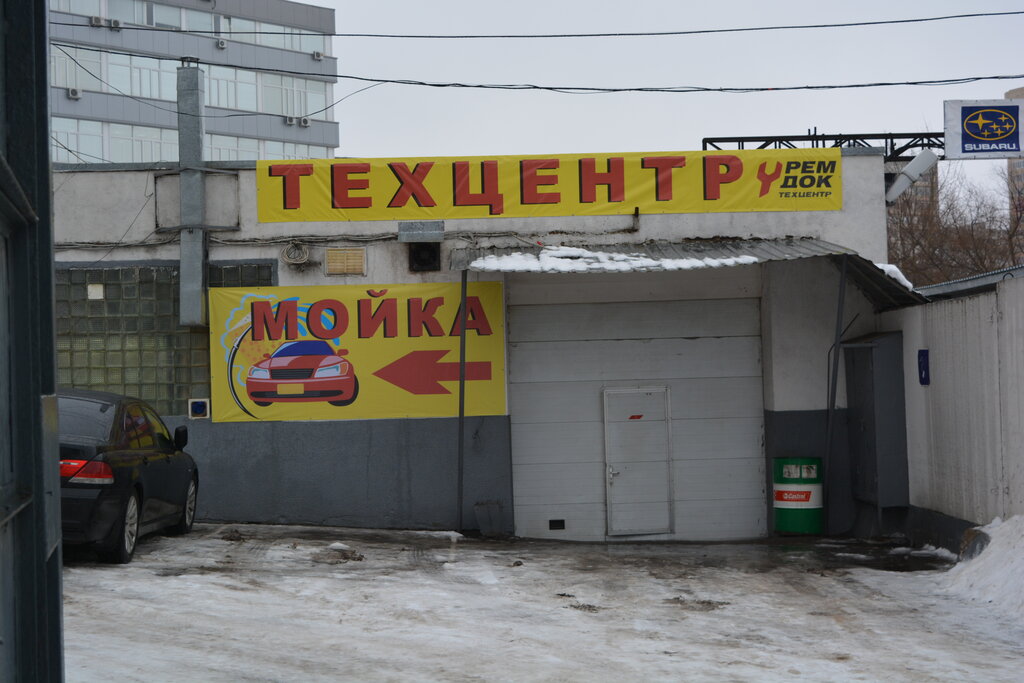 ТЕХЦЕНТР
РЕМ
ДОК
ТЕХЦЕНТР
SUBARU
МОЙКА
Castrol